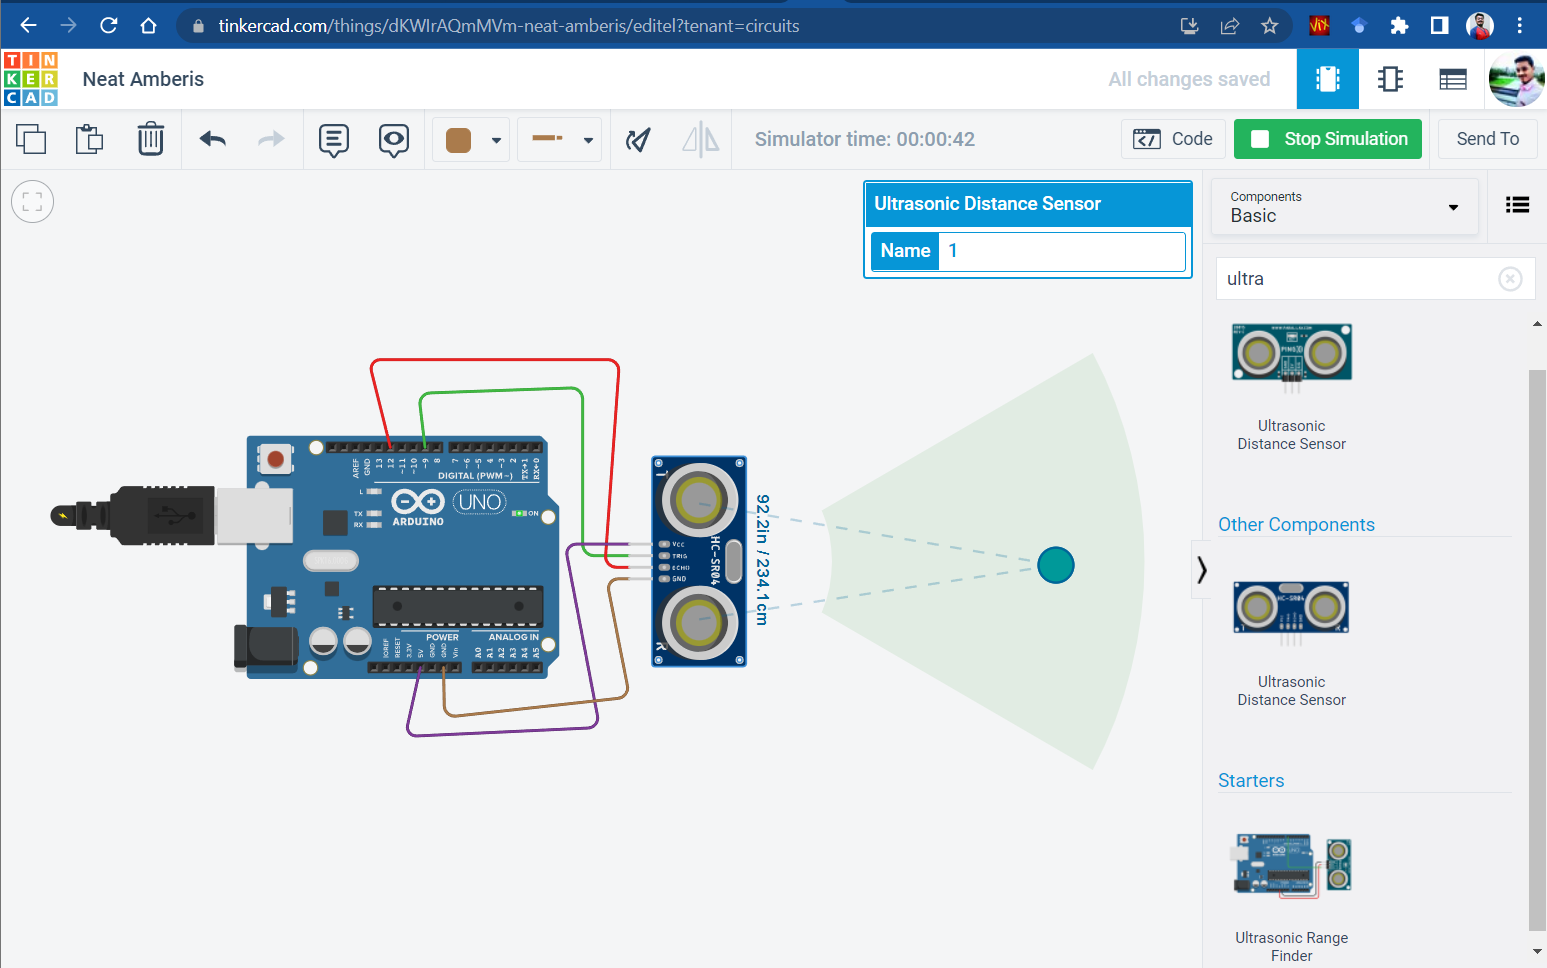 tinkercad.com/things/dKWIrAQmMVm-neat-amberis/editel?tenant=circuits
TIN
KER
CAD
Neat Amberis
All changes saved
Simulator time: 00:00:42
Code
Stop Simulation
Send To
Ultrasonic Distance Sensor
Name 1
Components
Basic
ultra
Ultrasonic
Distance Sensor
Other Components
HC-SR04
Ultrasonic
Distance Sensor
Starters
Ultrasonic Range
Finder
AREF
GND
13
12
~11
~10
~9
8
7
~6
~5
4
~3
2
TX→1
RX←0
DIGITAL (PWM ~)
L
TX
RX
ARDUINO
UNO
ON
POWER
ANALOG IN
IOREF
RESET
3.3V
5V
GND
GND
Vin
A0
A1
A2
A3
A4
A5
T
VCC
TRIG
ECHO
GND
HC-SR04
R
92.2in / 234.1cm